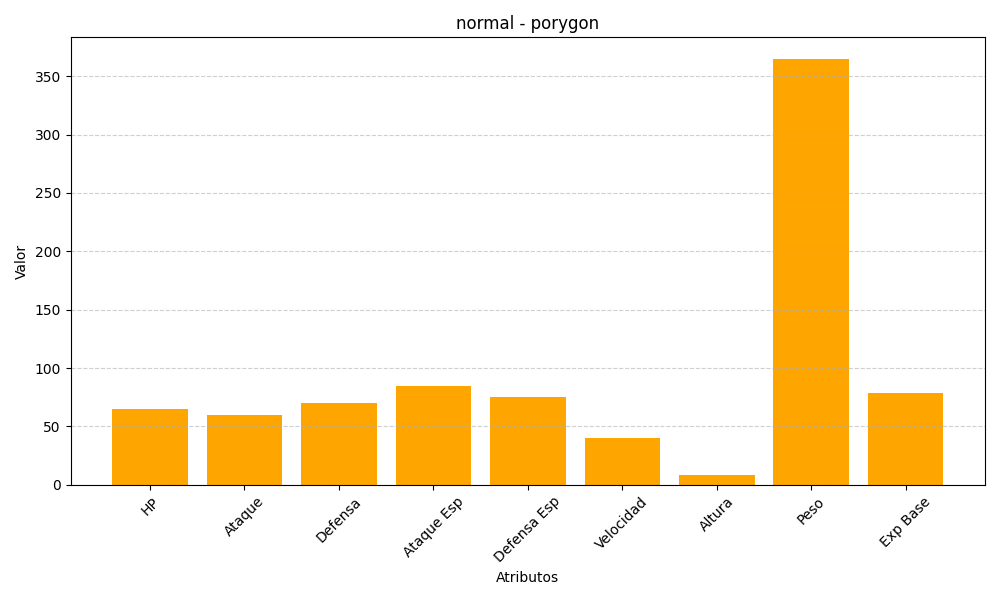 normal - porygon
Valor
350
300
250
200
150
100
50
0
HP
Ataque
Defensa
Ataque Esp
Defensa Esp
Velocidad
Altura
Peso
Exp Base
Atributos